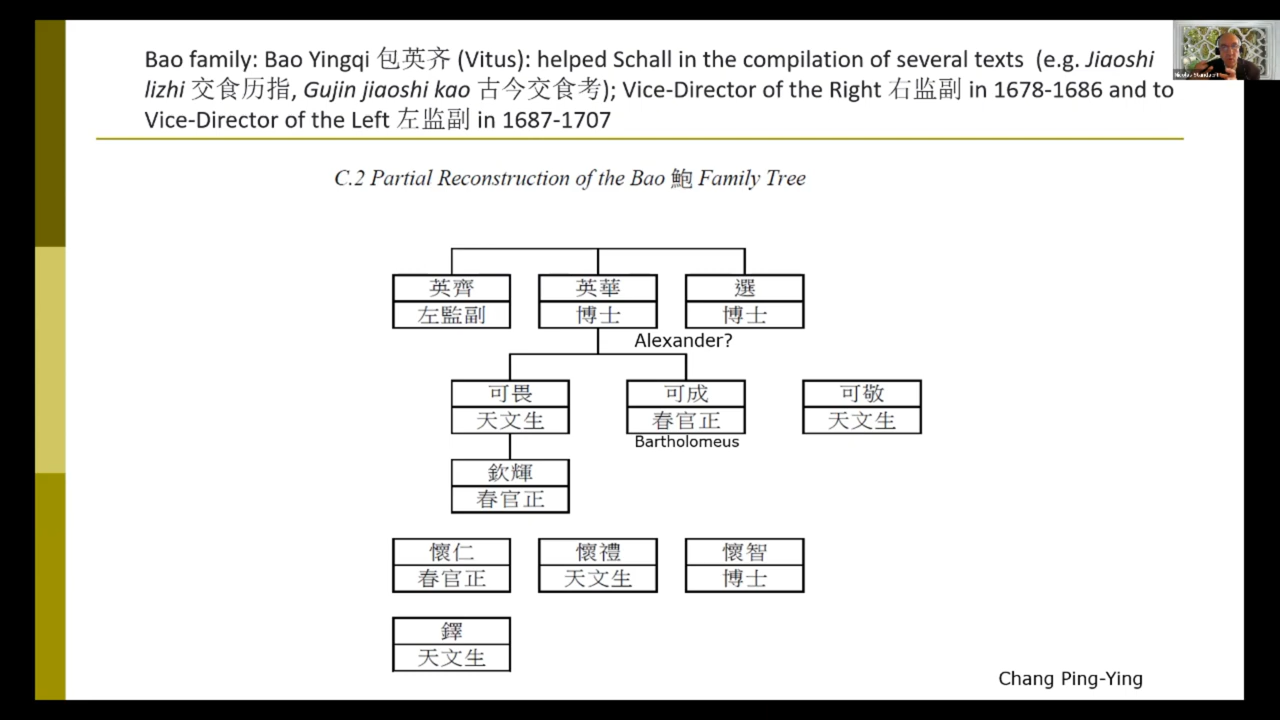 Bao family: Bao Yingqi 包英齐 (Vitus): helped Schall in the compilation of several texts (e.g. Jiaoshi
lizhi 交食历指, Gujin jiaoshi kao 古今交食考); Vice-Director of the Right 右监副 in 1678-1686 and to
Vice-Director of the Left 左监副 in 1687-1707
C.2 Partial Reconstruction of the Bao 鮑 Family Tree
英齊
左監副
英華
博士
選
博士
Alexander?
可畏
天文生
可成
春官正
Bartholomeus
可敬
天文生
欽輝
春官正
懷仁
春官正
懷禮
天文生
懷智
博士
鐸
天文生
Chang Ping-Ying
Nicolas Standaert